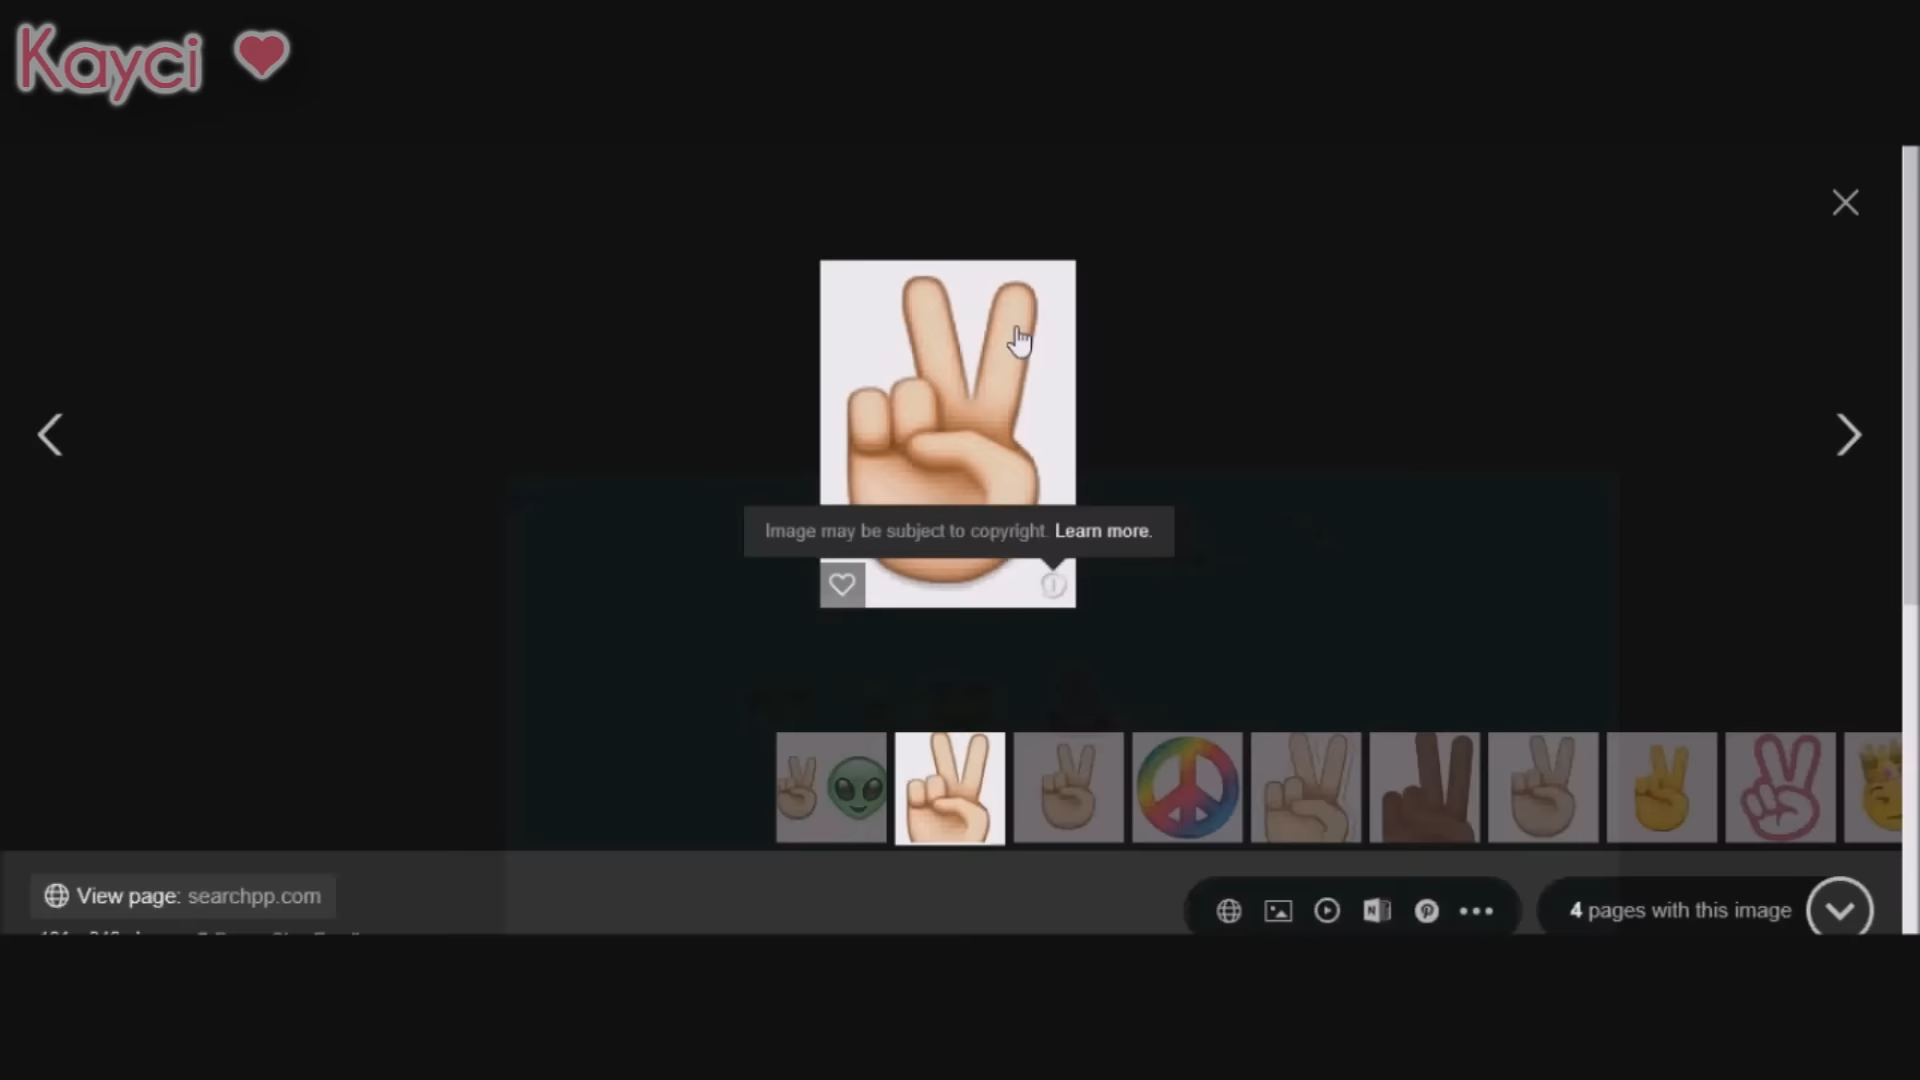 Kayci
Image may be subject to copyright. Learn more.
View page: searchpp.com
4 pages with this image